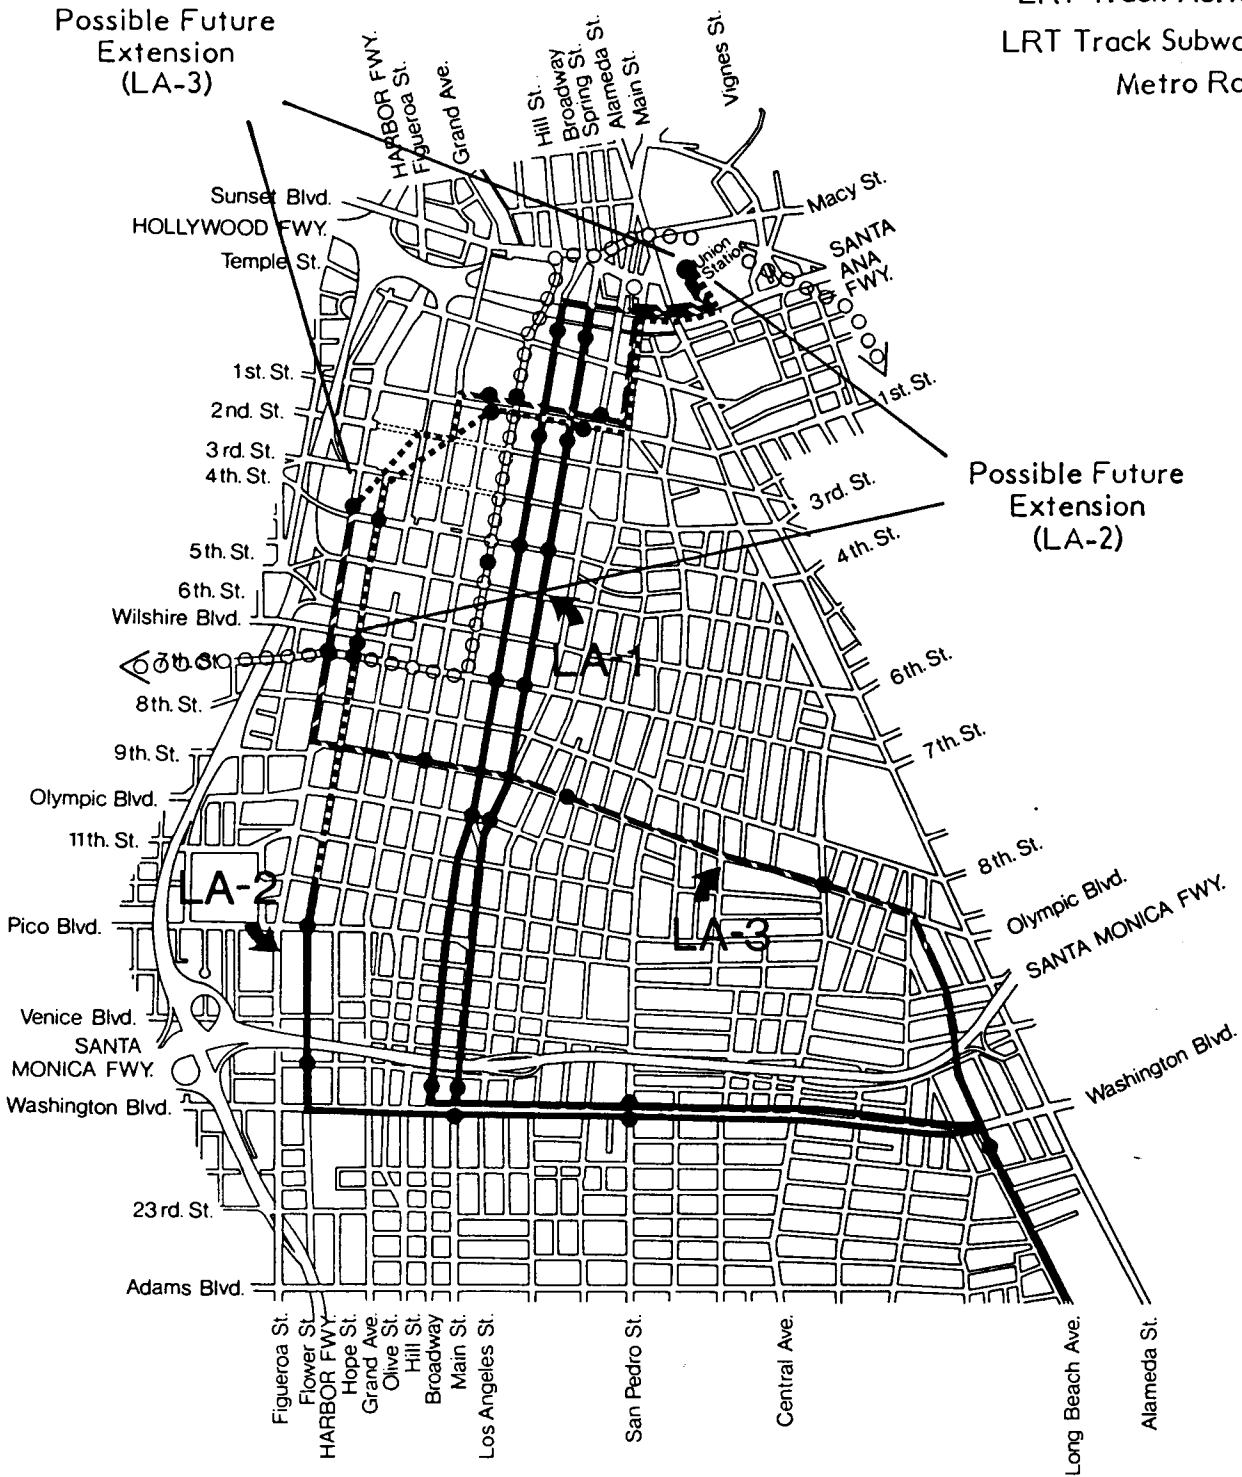 Possible Future
Extension
(LA-3)
LRT Track Subwa
Metro Ra
HARBOR FWY.
Figueroa St.
Grand Ave.
Hill St.
Broadway
Spring St.
Alameda St.
Main St.
Vignes St.
Sunset Blvd.
HOLLYWOOD FWY.
Temple St.
Macy St.
SANTA
ANA
FWY.
Union
Station
1st. St.
2nd. St.
3rd. St.
4th. St.
5th. St.
6th. St.
Wilshire Blvd.
7th. St.
8th. St.
9th. St.
Olympic Blvd.
11th. St.
Pico Blvd.
Venice Blvd.
SANTA
MONICA FWY.
Washington Blvd.
23rd. St.
Adams Blvd.
1st. St.
3rd. St.
4th. St.
6th. St.
7th. St.
8th. St.
Olympic Blvd.
SANTA MONICA FWY.
Washington Blvd.
Possible Future
Extension
(LA-2)
LA-1
LA-2
LA-3
Figueroa St.
Flower St.
HARBOR FWY.
Hope St.
Grand Ave.
Olive St.
Hill St.
Broadway
Main St.
Los Angeles St.
San Pedro St.
Central Ave.
Long Beach Ave.
Alameda St.